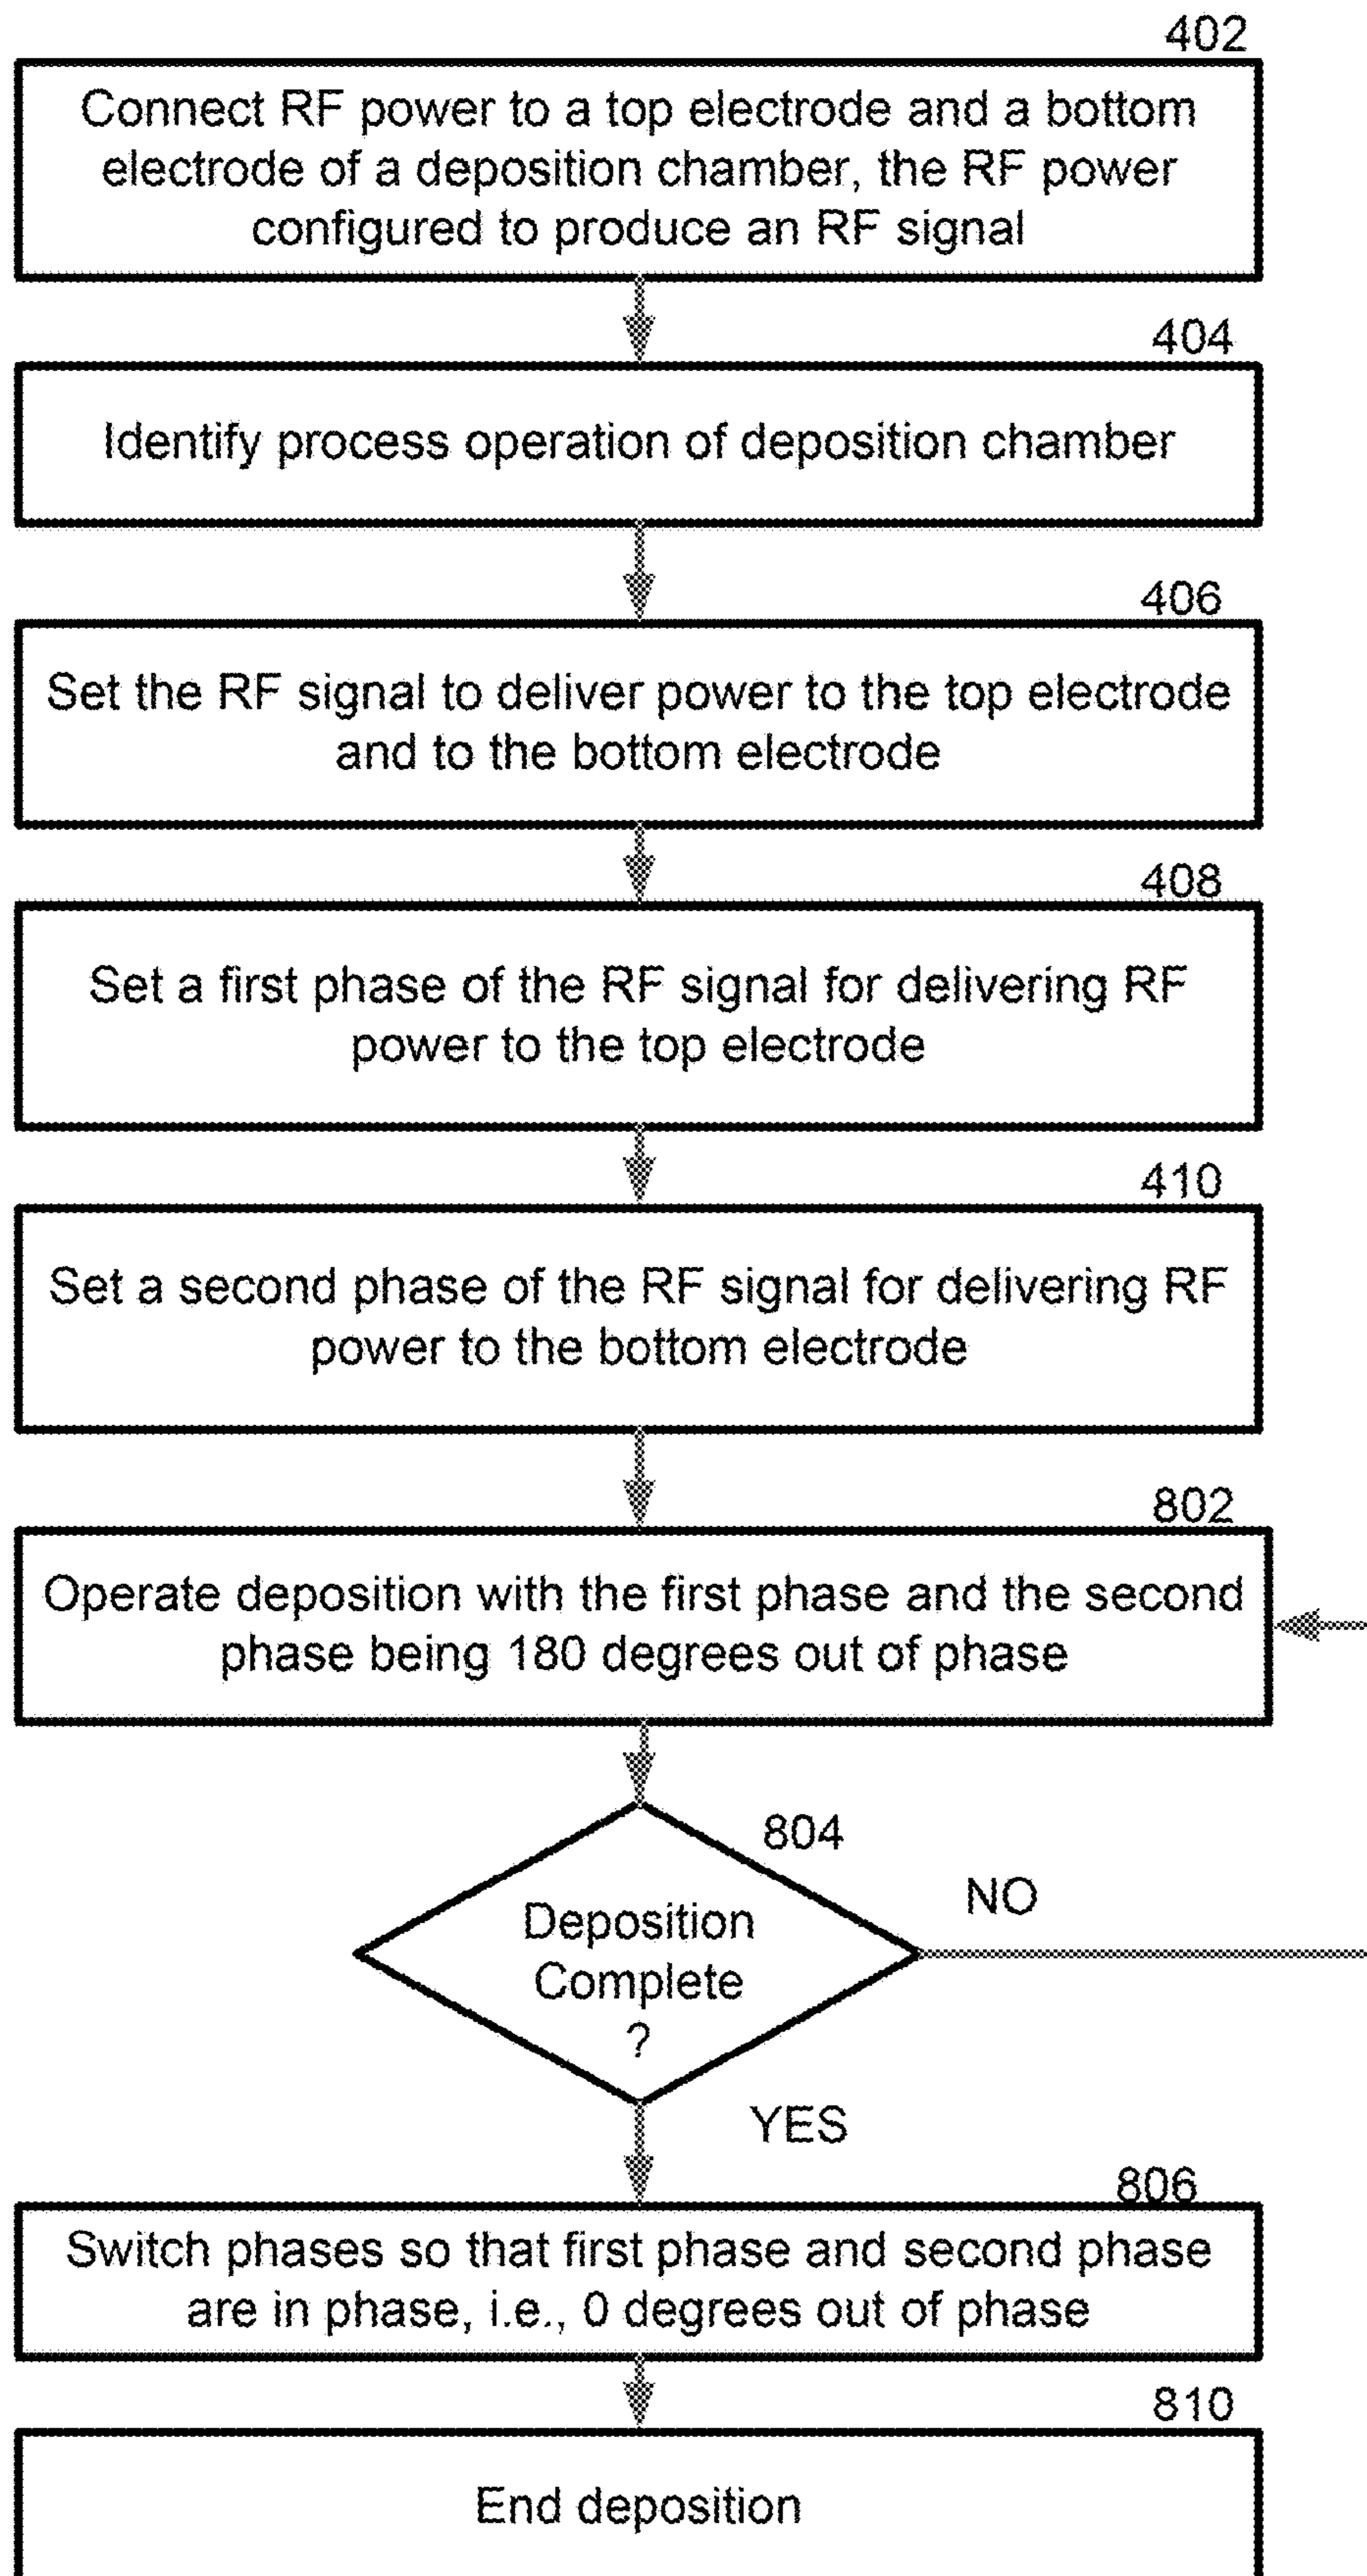 402
Connect RF power to a top electrode and a bottom
electrode of a deposition chamber, the RF power
configured to produce an RF signal
404
Identify process operation of deposition chamber
406
Set the RF signal to deliver power to the top electrode
and to the bottom electrode
408
Set a first phase of the RF signal for delivering RF
power to the top electrode
410
Set a second phase of the RF signal for delivering RF
power to the bottom electrode
802
Operate deposition with the first phase and the second
phase being 180 degrees out of phase
804
NO
Deposition
Complete
?
YES
806
Switch phases so that first phase and second phase
are in phase, i.e., 0 degrees out of phase
810
End deposition